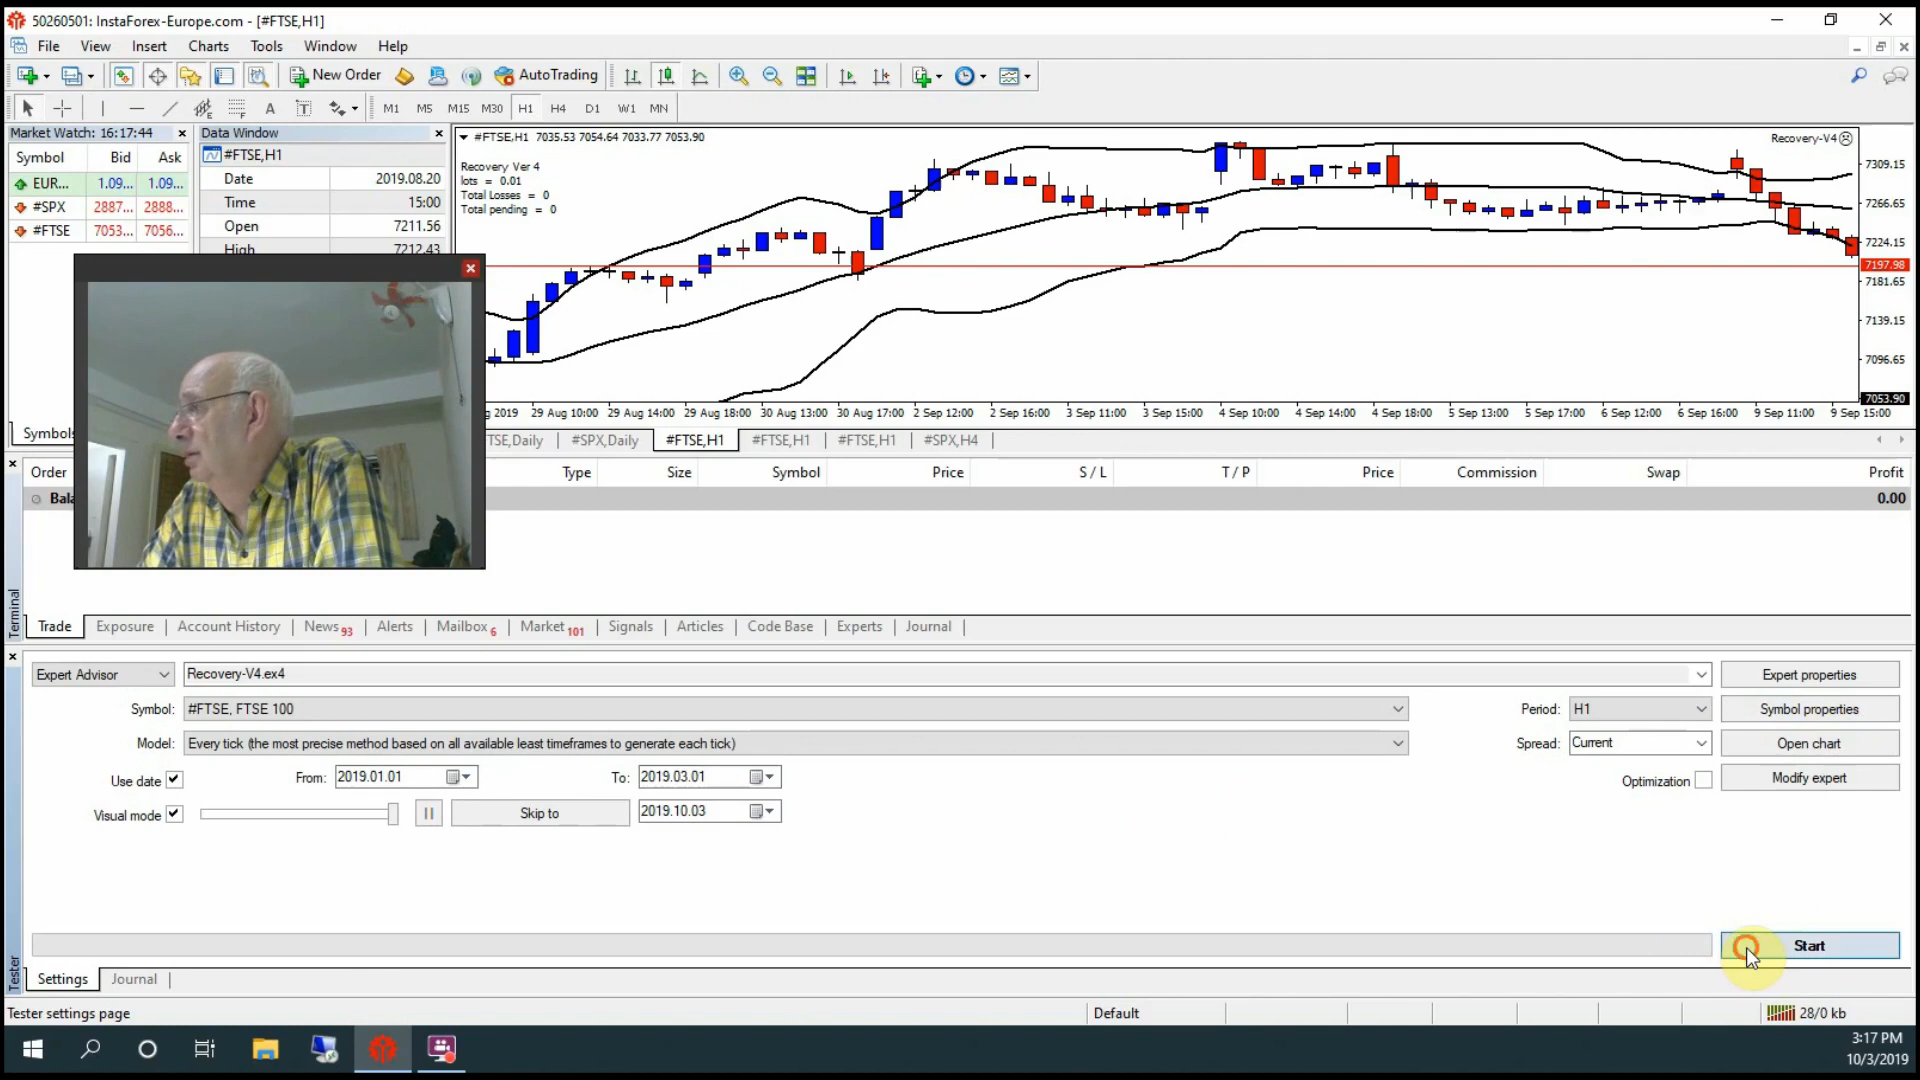 50260501: InstaForex-Europe.com - [#FTSE,H1]
File View Insert Charts Tools Window Help
New Order AutoTrading
A T M1 M5 M15 M30 H1 H4 D1 W1 MN
Market Watch: 16:17:44
Symbol Bid Ask
EUR... 1.09... 1.09...
#SPX 2887... 2888...
#FTSE 7053... 7056...
Symbols
Data Window
#FTSE,H1
Date 2019.08.20
Time 15:00
Open 7211.56
High 7212.43
#FTSE,H1 7035.53 7054.64 7033.77 7053.90
Recovery-V4
Recovery Ver 4
lots = 0.01
Total Losses = 0
Total pending = 0
7309.15
7266.65
7224.15
7197.98
7181.65
7139.15
7096.65
7053.90
g 2019 29 Aug 10:00 29 Aug 14:00 29 Aug 18:00 30 Aug 13:00 30 Aug 17:00 2 Sep 12:00 2 Sep 16:00 3 Sep 11:00 3 Sep 15:00 4 Sep 10:00 4 Sep 14:00 4 Sep 18:00 5 Sep 13:00 5 Sep 17:00 6 Sep 12:00 6 Sep 16:00 9 Sep 11:00 9 Sep 15:00
TSE,Daily #SPX,Daily #FTSE,H1 #FTSE,H1 #FTSE,H1 #SPX,H4
Order Type Size Symbol Price S / L T / P Price Commission Swap Profit
Bala 0.00
Terminal
Trade Exposure Account History News 93 Alerts Mailbox 6 Market 101 Signals Articles Code Base Experts Journal
Expert Advisor Recovery-V4.ex4 Expert properties
Symbol: #FTSE, FTSE 100 Period: H1 Symbol properties
Model: Every tick (the most precise method based on all available least timeframes to generate each tick) Spread: Current Open chart
Use date From: 2019.01.01 To: 2019.03.01 Optimization Modify expert
Visual mode Skip to 2019.10.03
Start
Tester
Settings Journal
Tester settings page Default 28/0 kb
3:17 PM
10/3/2019